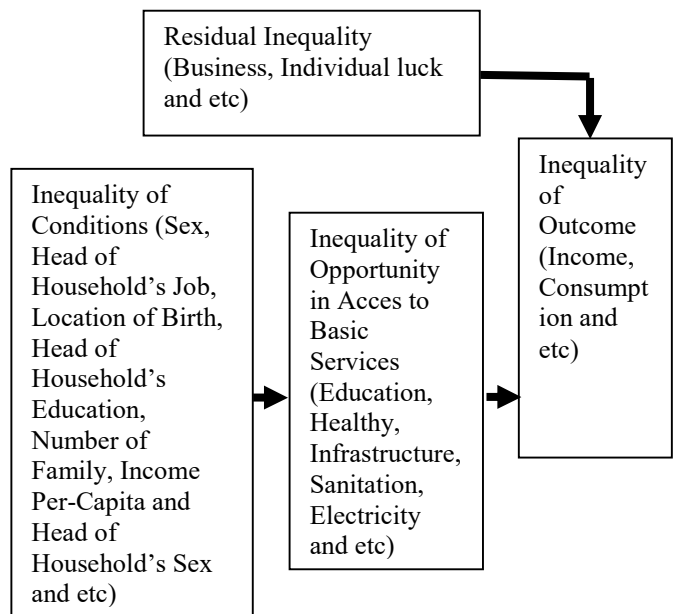 Residual Inequality
(Business, Individual luck
and etc)
Inequality of
Conditions (Sex,
Head of
Household’s Job,
Location of Birth,
Head of
Household’s
Education,
Number of
Family, Income
Per-Capita and
Head of
Household’s Sex
and etc)
Inequality of
Opportunity
in Acces to
Basic
Services
(Education,
Healthy,
Infrastructure,
Sanitation,
Electricity
and etc)
Inequality
of
Outcome
(Income,
Consumpt
ion and
etc)